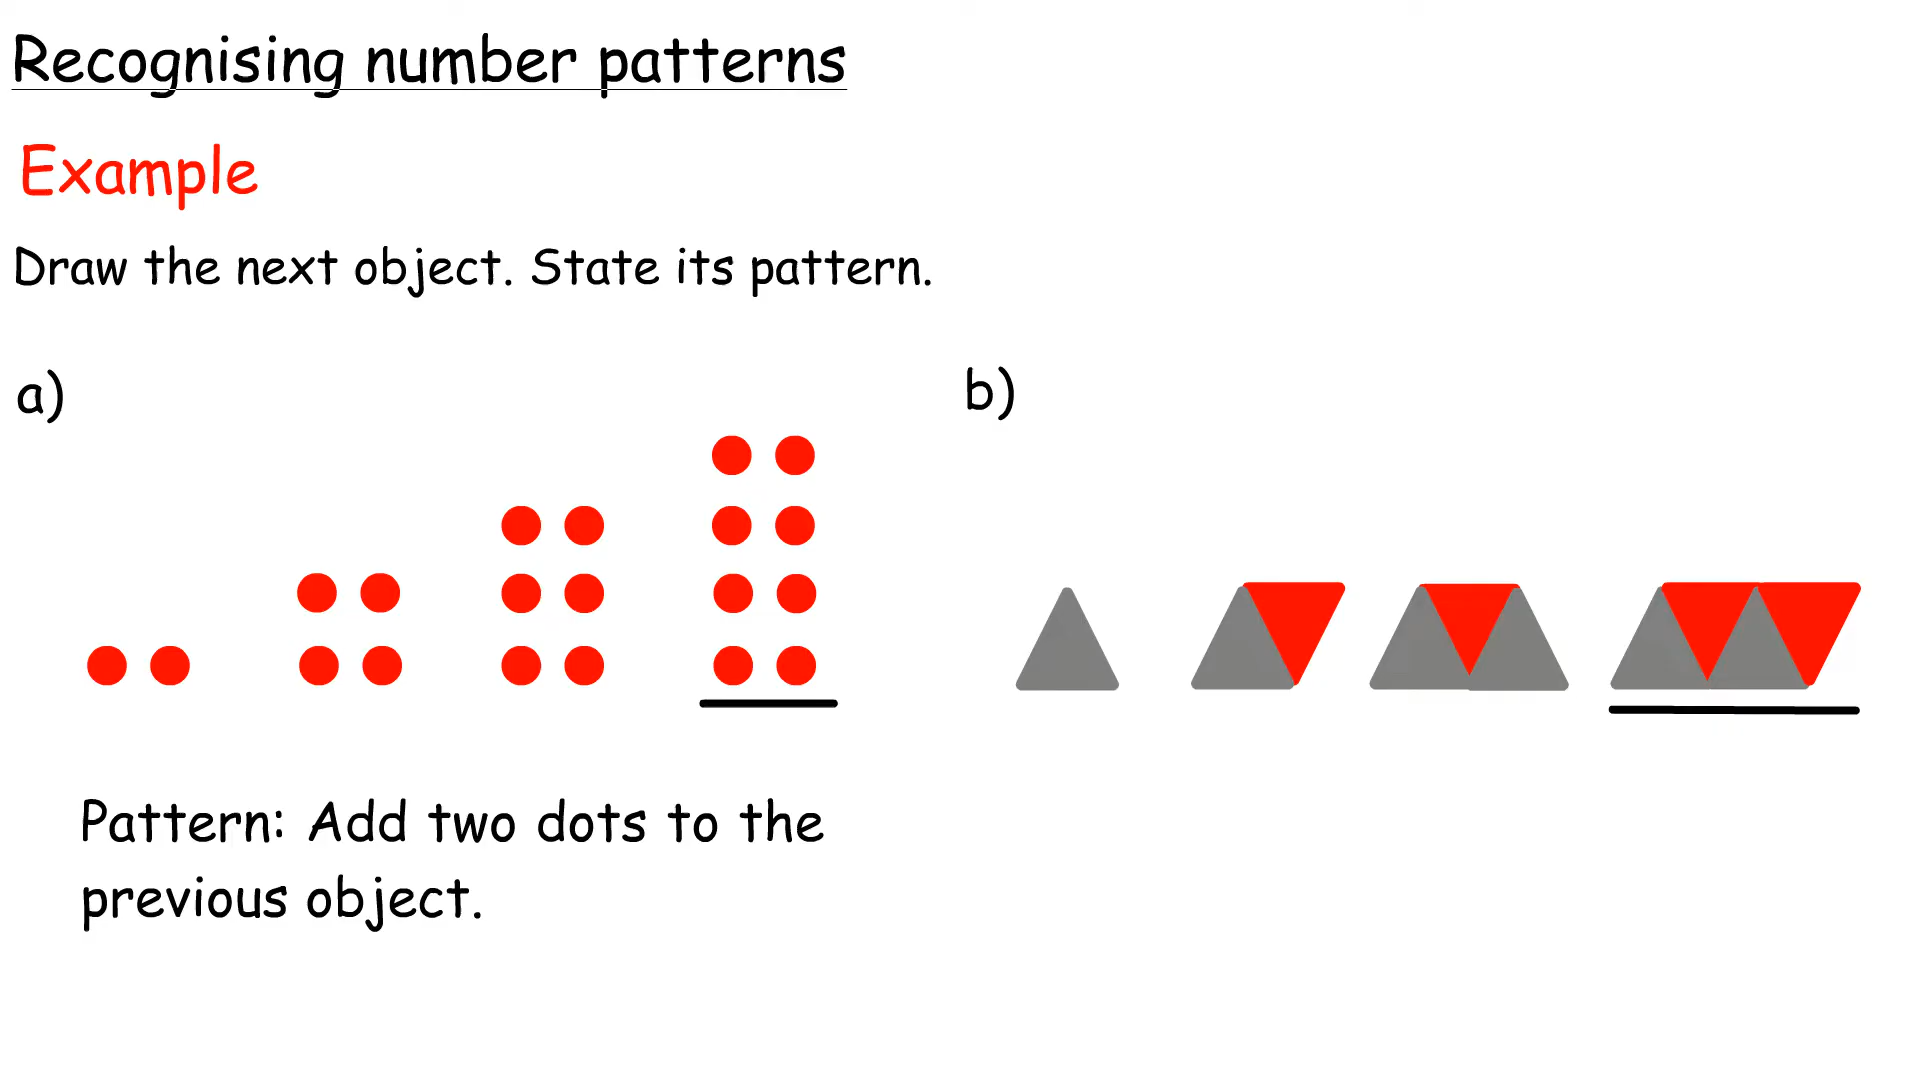 Recognising number patterns
Example
Draw the next object. State its pattern.
a)
b)
Pattern: Add two dots to the
previous object.